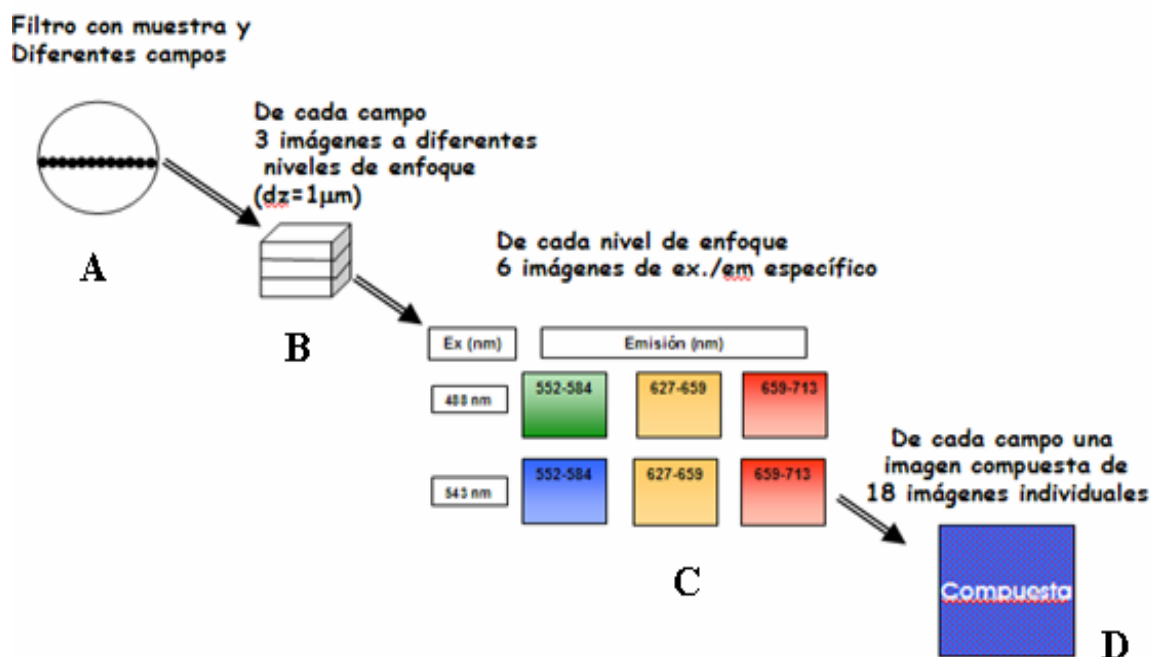 Filtro con muestra y
Diferentes campos
De cada campo
3 imágenes a diferentes
niveles de enfoque
(dz=1μm)
A
De cada nivel de enfoque
6 imágenes de ex./em específico
B
Ex (nm)
Emisión (nm)
488 nm
552-584
627-659
659-713
543 nm
552-584
627-659
659-713
De cada campo una
imagen compuesta de
18 imágenes individuales
C
Compuesta
D